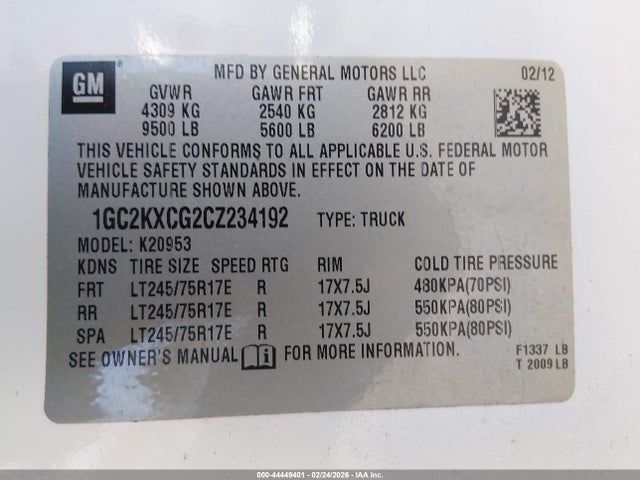 GM
MFD BY GENERAL MOTORS LLC 02/12
GVWR GAWR FRT GAWR RR
4309 KG 2540 KG 2812 KG
9500 LB 5600 LB 6200 LB
THIS VEHICLE CONFORMS TO ALL APPLICABLE U.S. FEDERAL MOTOR
VEHICLE SAFETY STANDARDS IN EFFECT ON THE DATE OF
MANUFACTURE SHOWN ABOVE.
1GC2KXCG2CZ234192 TYPE: TRUCK
MODEL: K20953
KDNS TIRE SIZE SPEED RTG RIM COLD TIRE PRESSURE
FRT LT245/75R17E R 17X7.5J 480KPA(70PSI)
RR LT245/75R17E R 17X7.5J 550KPA(80PSI)
SPA LT245/75R17E R 17X7.5J 550KPA(80PSI)
SEE OWNER'S MANUAL FOR MORE INFORMATION.
F1337 LB
T 2009 LB
000-44449401 - 02/24/2026 - IAA Inc.